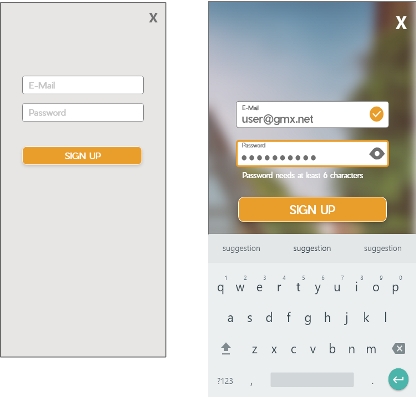 X
E-Mail
Password
SIGN UP
X
E-Mail
user@gmx.net
Password
Password needs at least 6 characters
SIGN UP
suggestion suggestion suggestion
1 2 3 4 5 6 7 8 9 0
q w e r t y u i o p
a s d f g h j k l
z x c v b n m
?123 , .